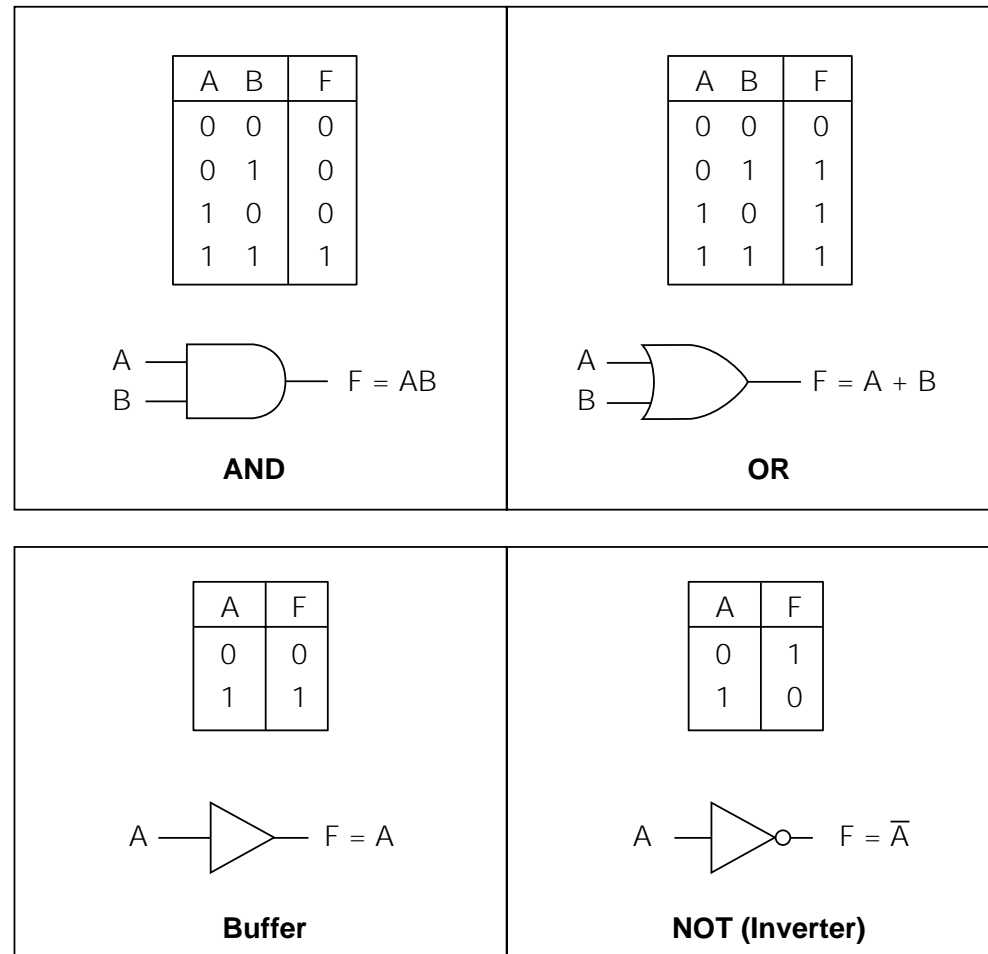 A B F
0 0 0
0 1 0
1 0 0
1 1 1
A
B
F = AB
AND
A B F
0 0 0
0 1 1
1 0 1
1 1 1
A
B
F = A + B
OR
A F
0 0
1 1
A F = A
Buffer
A F
0 1
1 0
A F = A̅
NOT (Inverter)